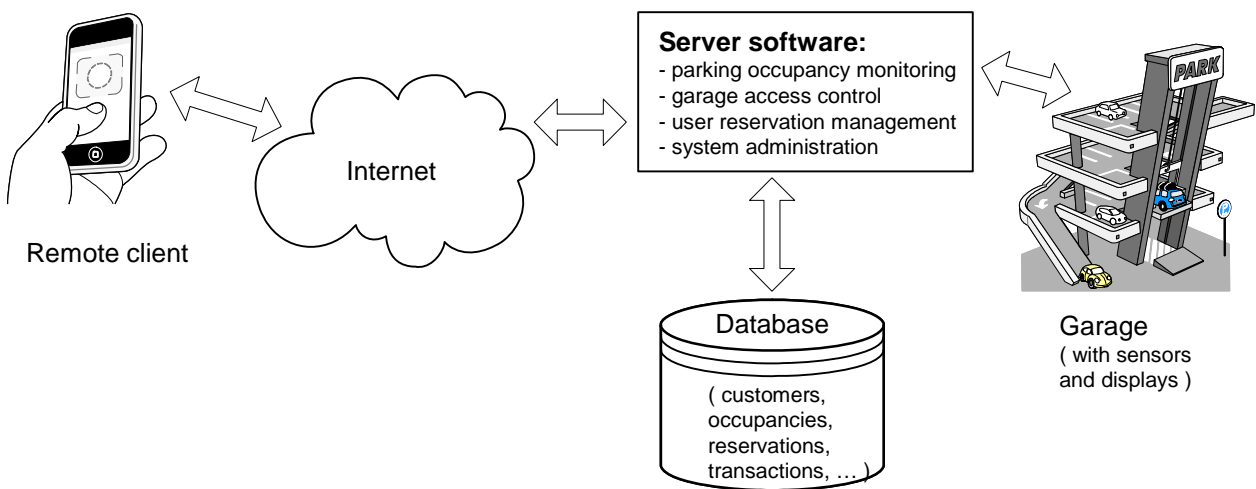 Remote client
Internet
Server software:
- parking occupancy monitoring
- garage access control
- user reservation management
- system administration
Database
( customers,
occupancies,
reservations,
transactions, … )
PARK
Garage
( with sensors
and displays )